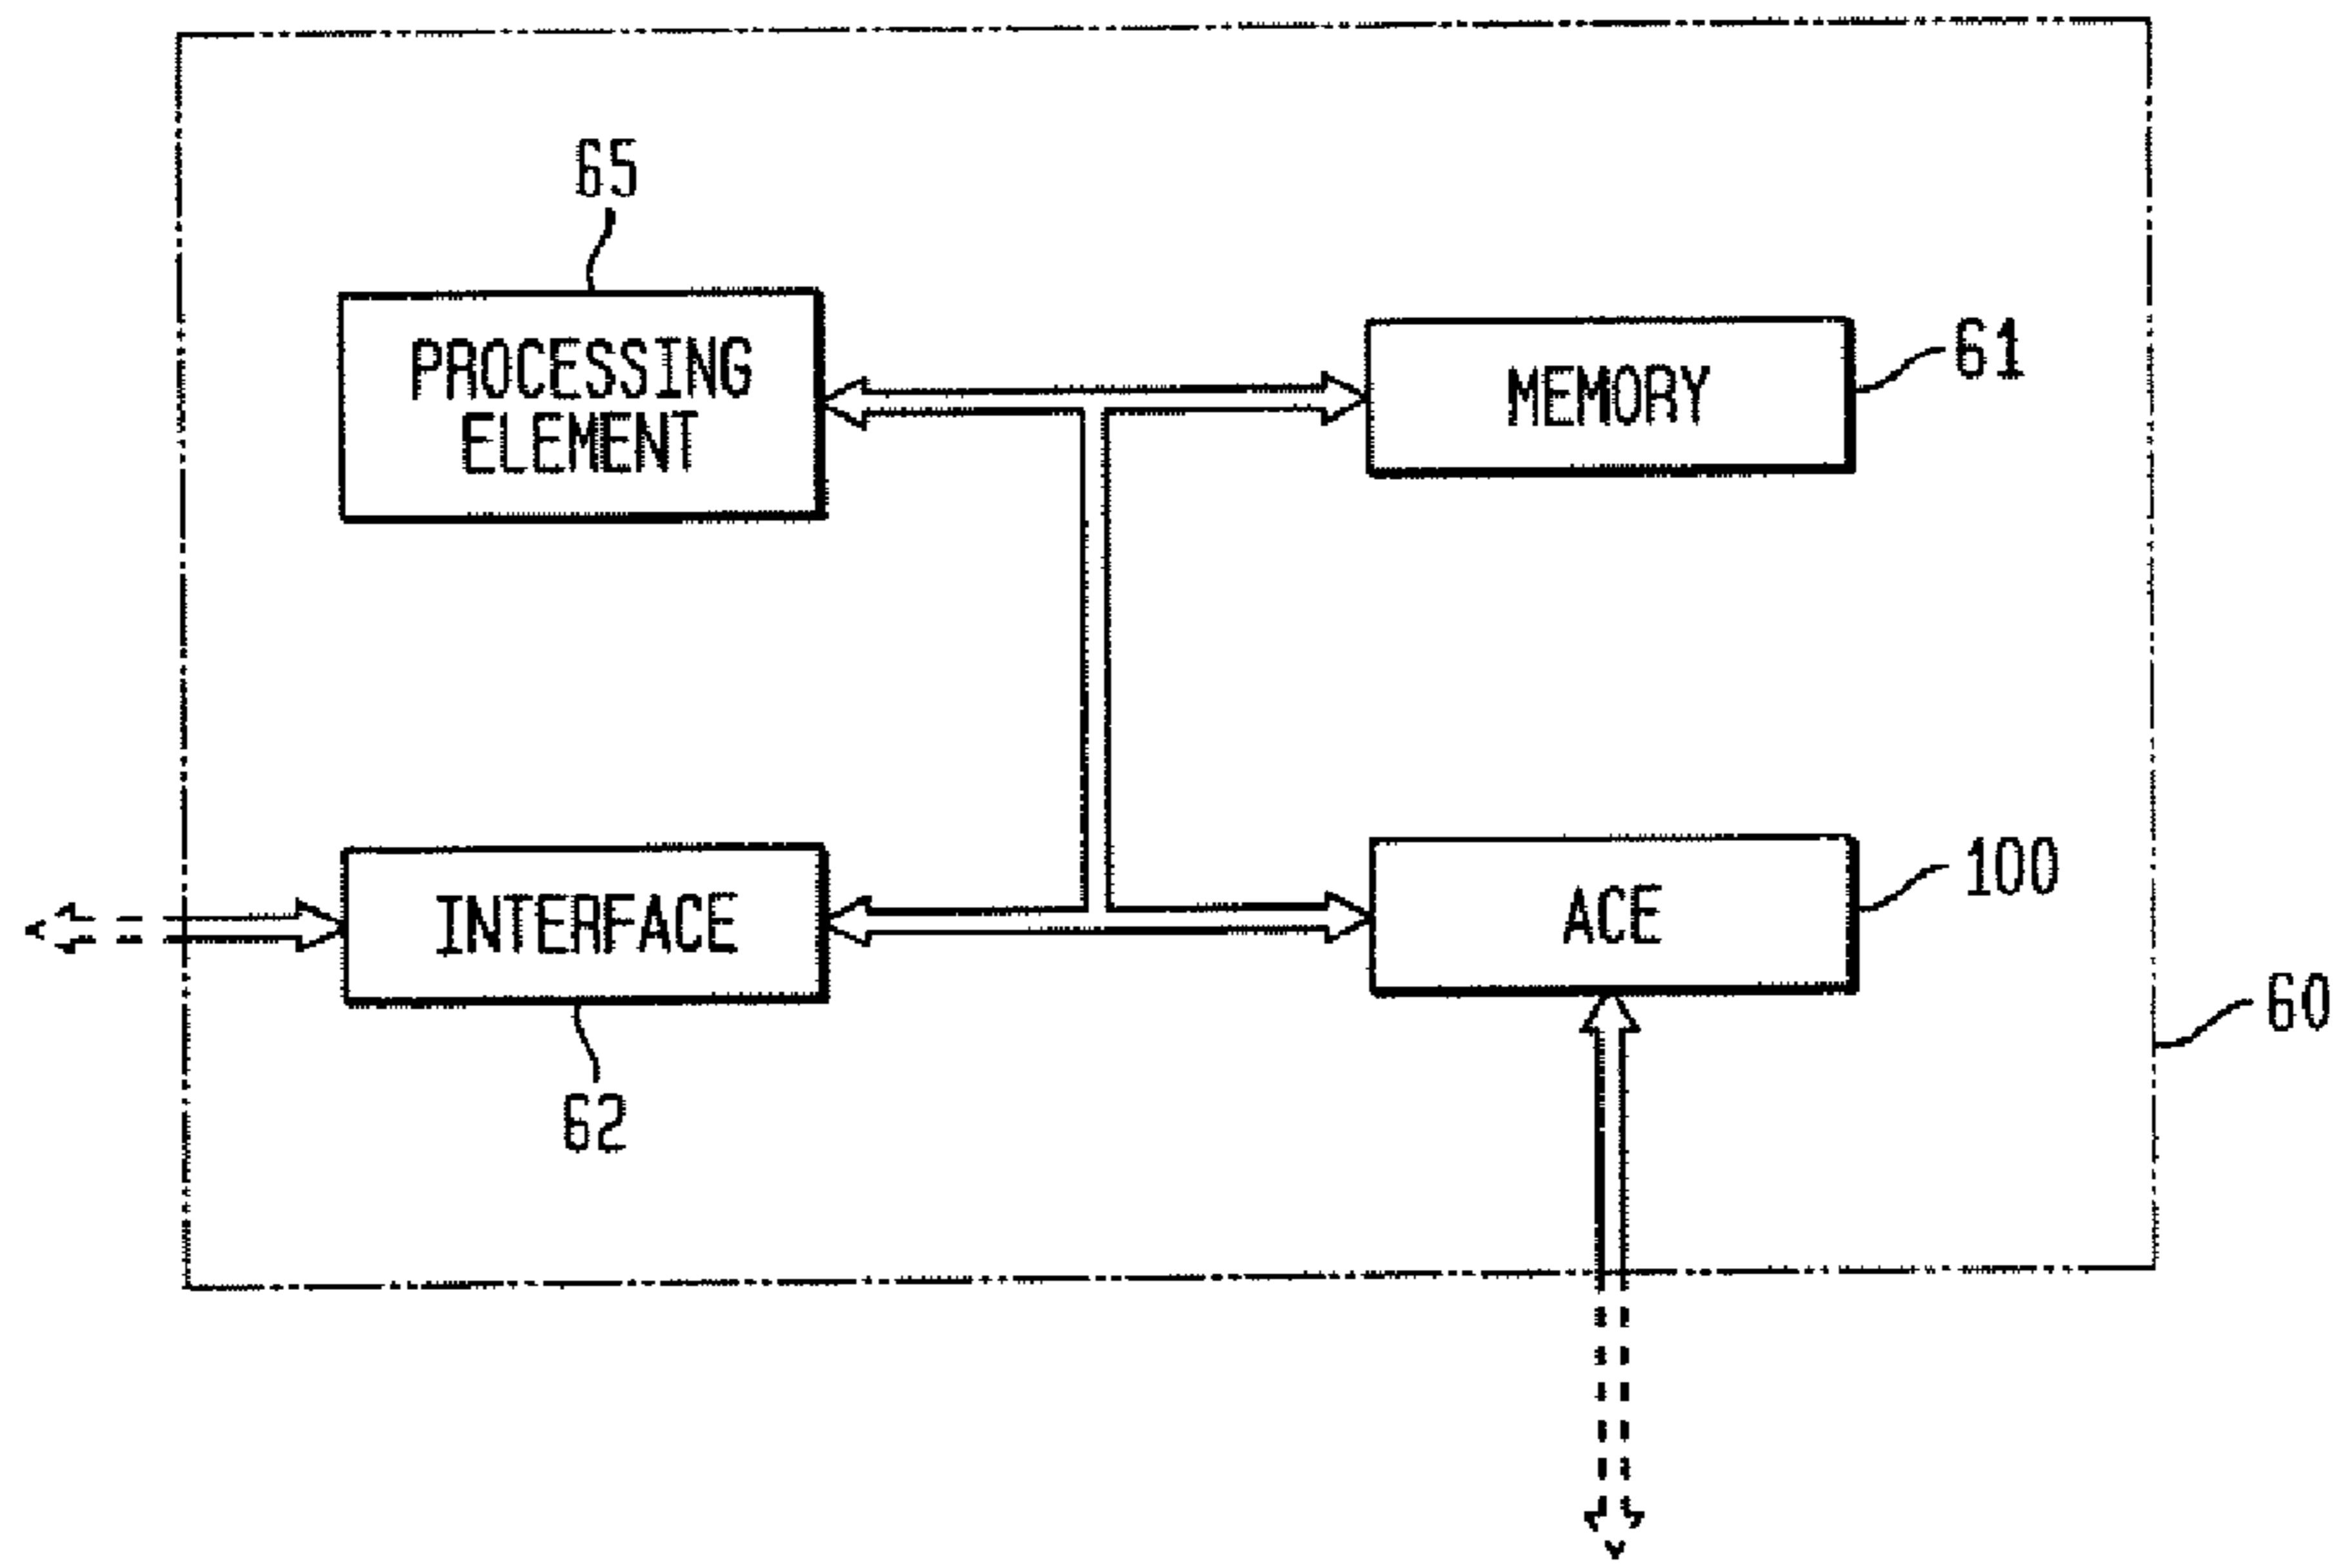 65
PROCESSING
ELEMENT
MEMORY
61
INTERFACE
ACE
100
60
62